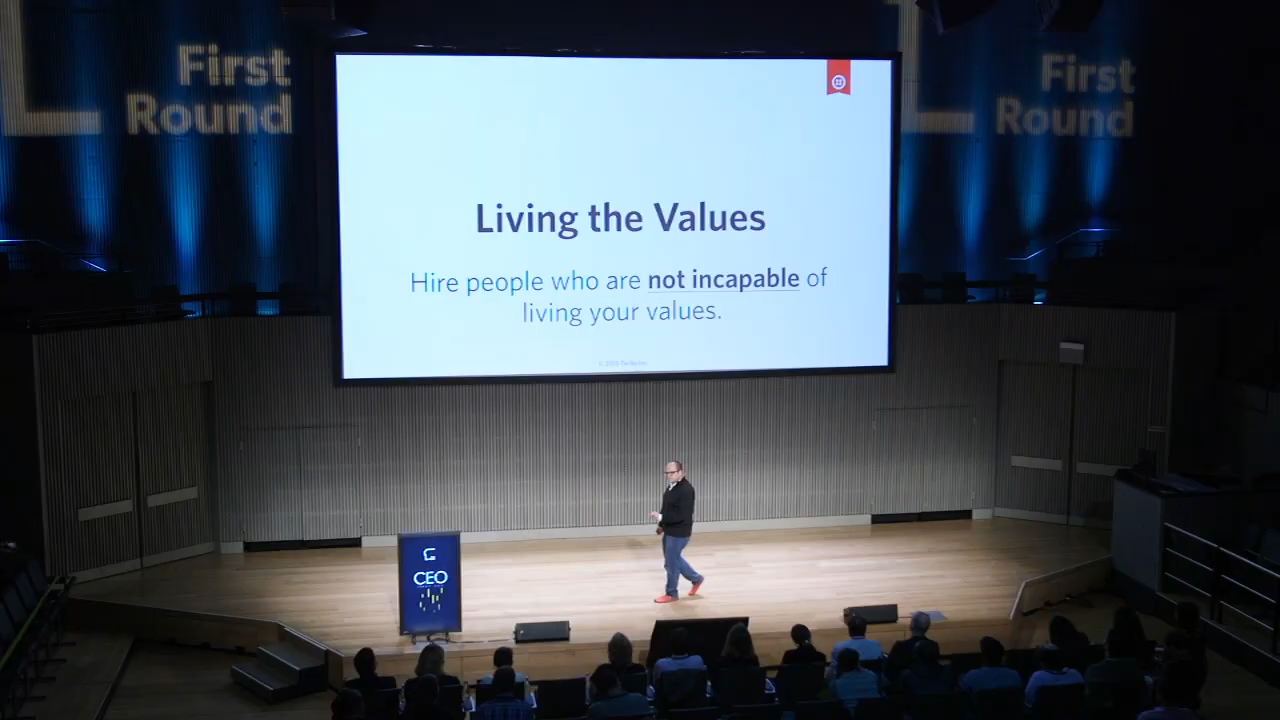 First
Round
First
Round
Living the Values
Hire people who are not incapable of
living your values.
CEO